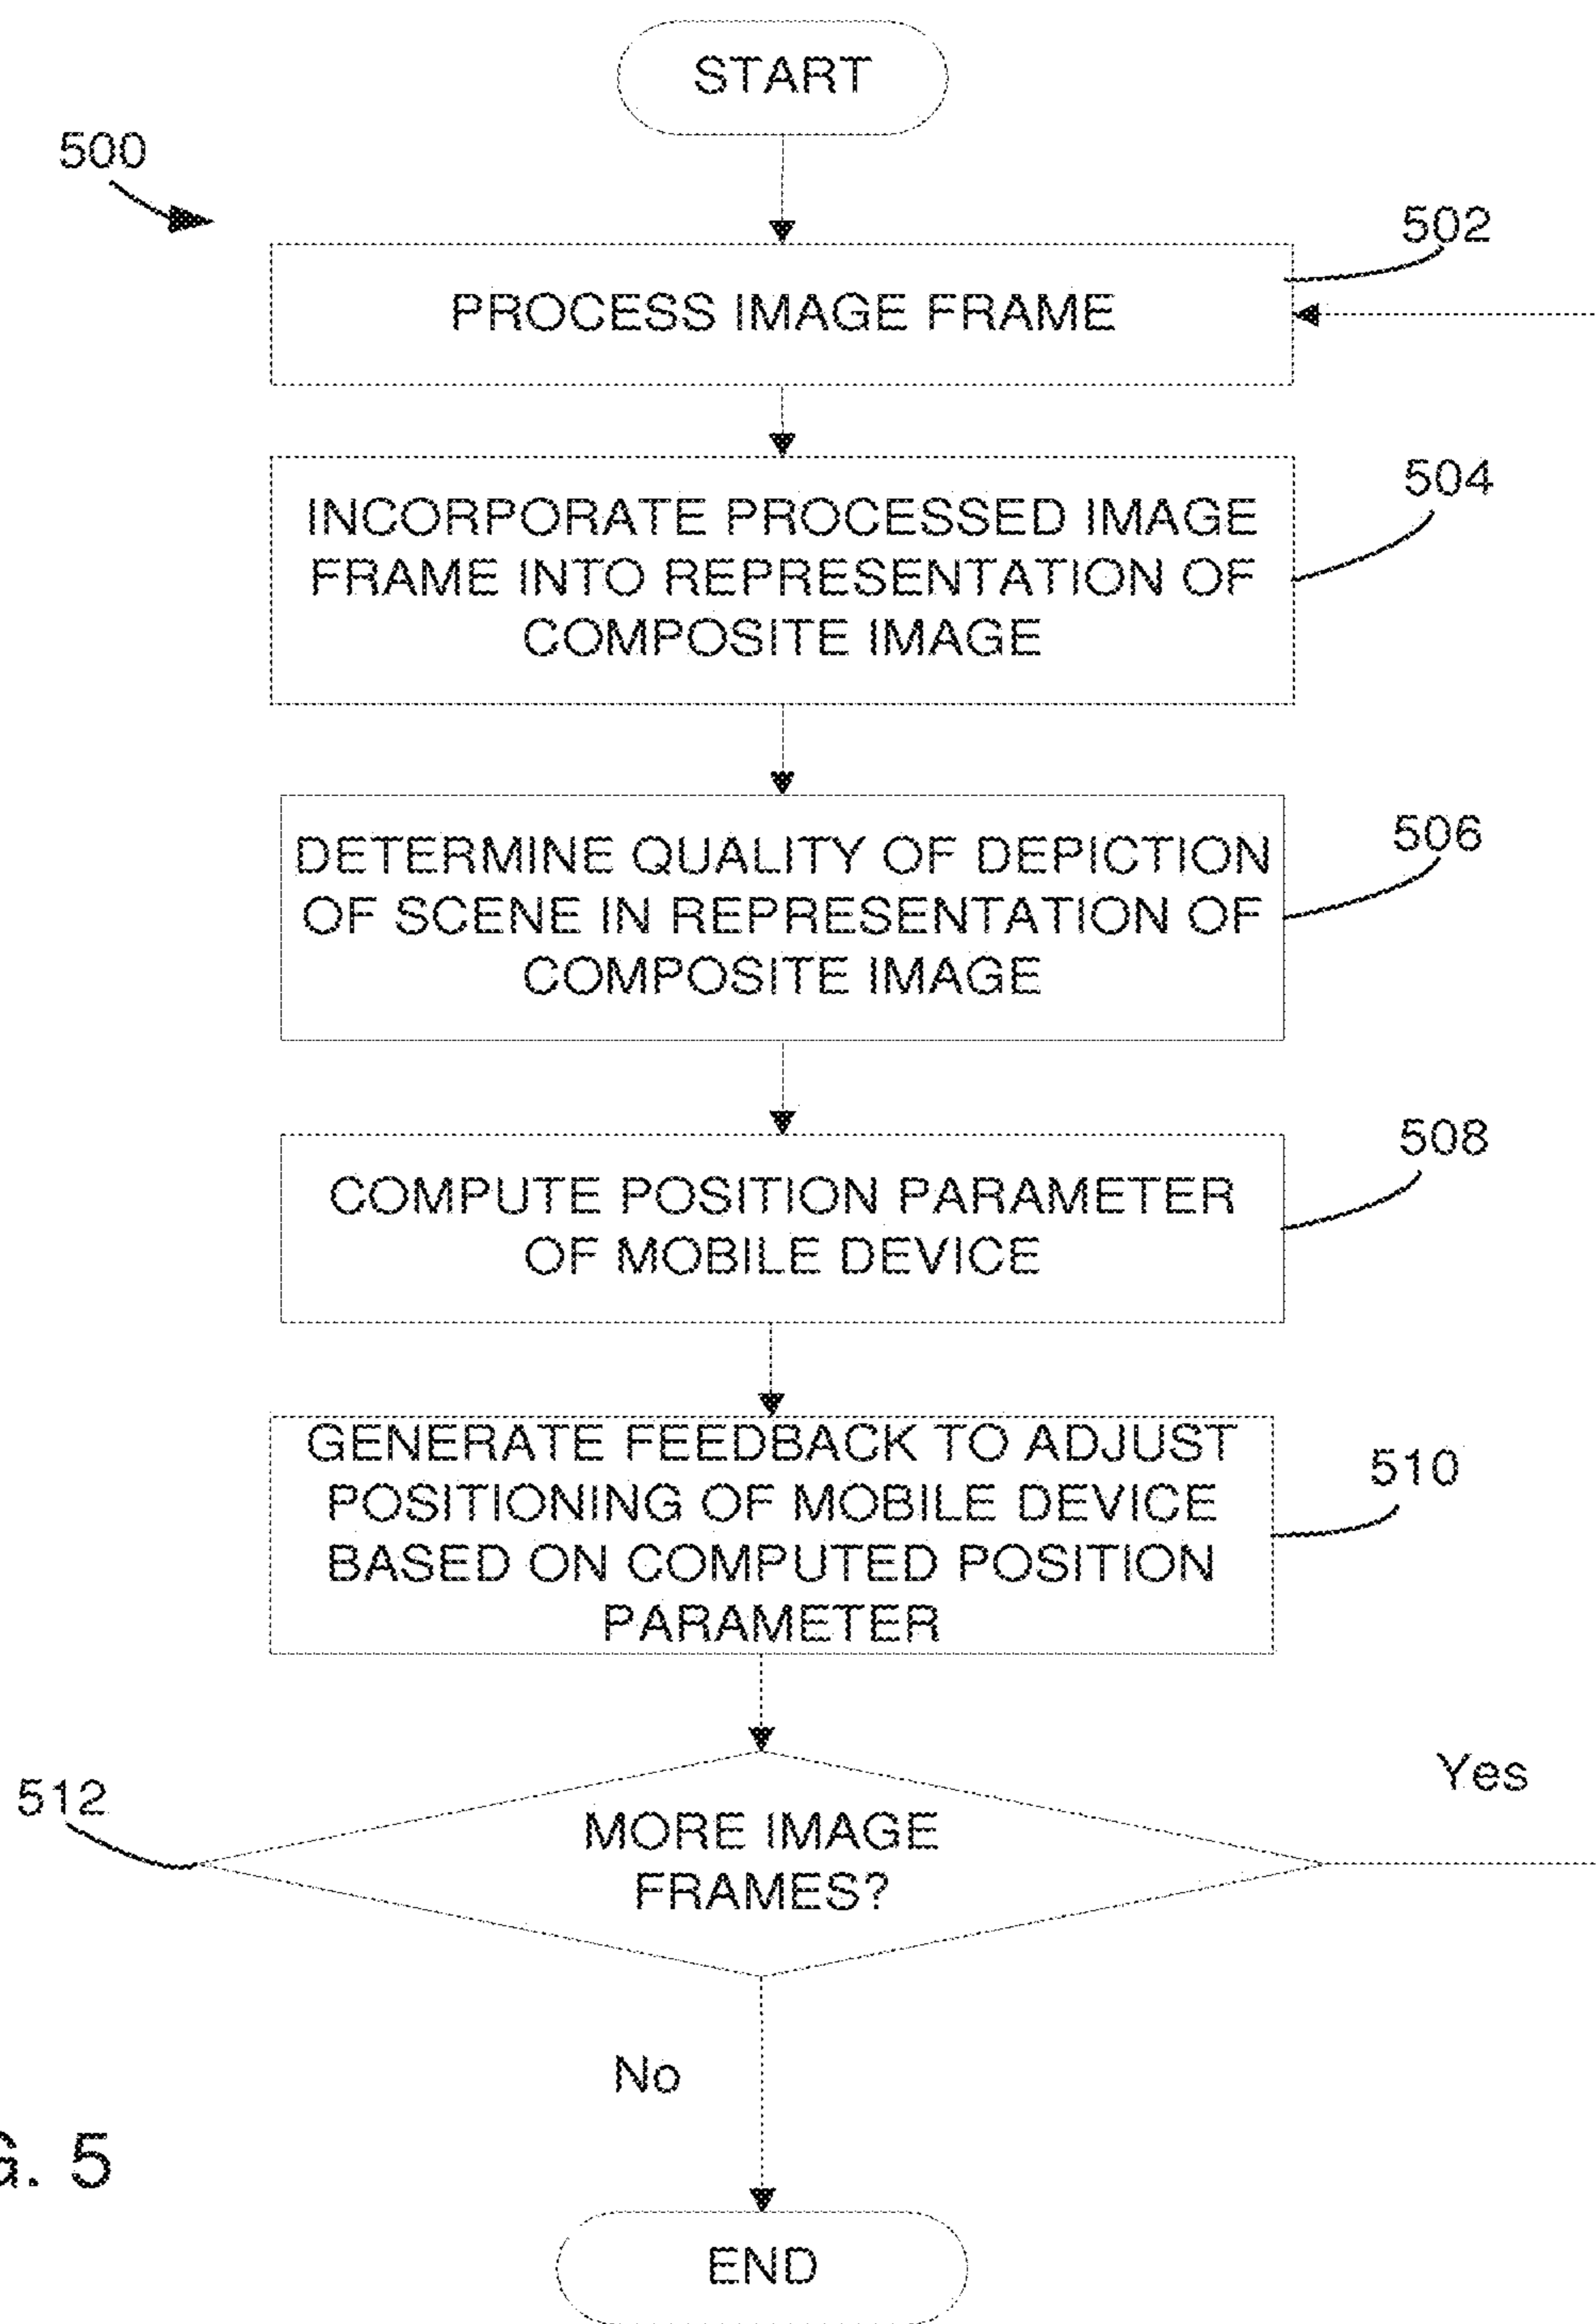 START
500
502
PROCESS IMAGE FRAME
504
INCORPORATE PROCESSED IMAGE
FRAME INTO REPRESENTATION OF
COMPOSITE IMAGE
506
DETERMINE QUALITY OF DEPICTION
OF SCENE IN REPRESENTATION OF
COMPOSITE IMAGE
508
COMPUTE POSITION PARAMETER
OF MOBILE DEVICE
510
GENERATE FEEDBACK TO ADJUST
POSITIONING OF MOBILE DEVICE
BASED ON COMPUTED POSITION
PARAMETER
512
Yes
MORE IMAGE
FRAMES?
No
G. 5
END